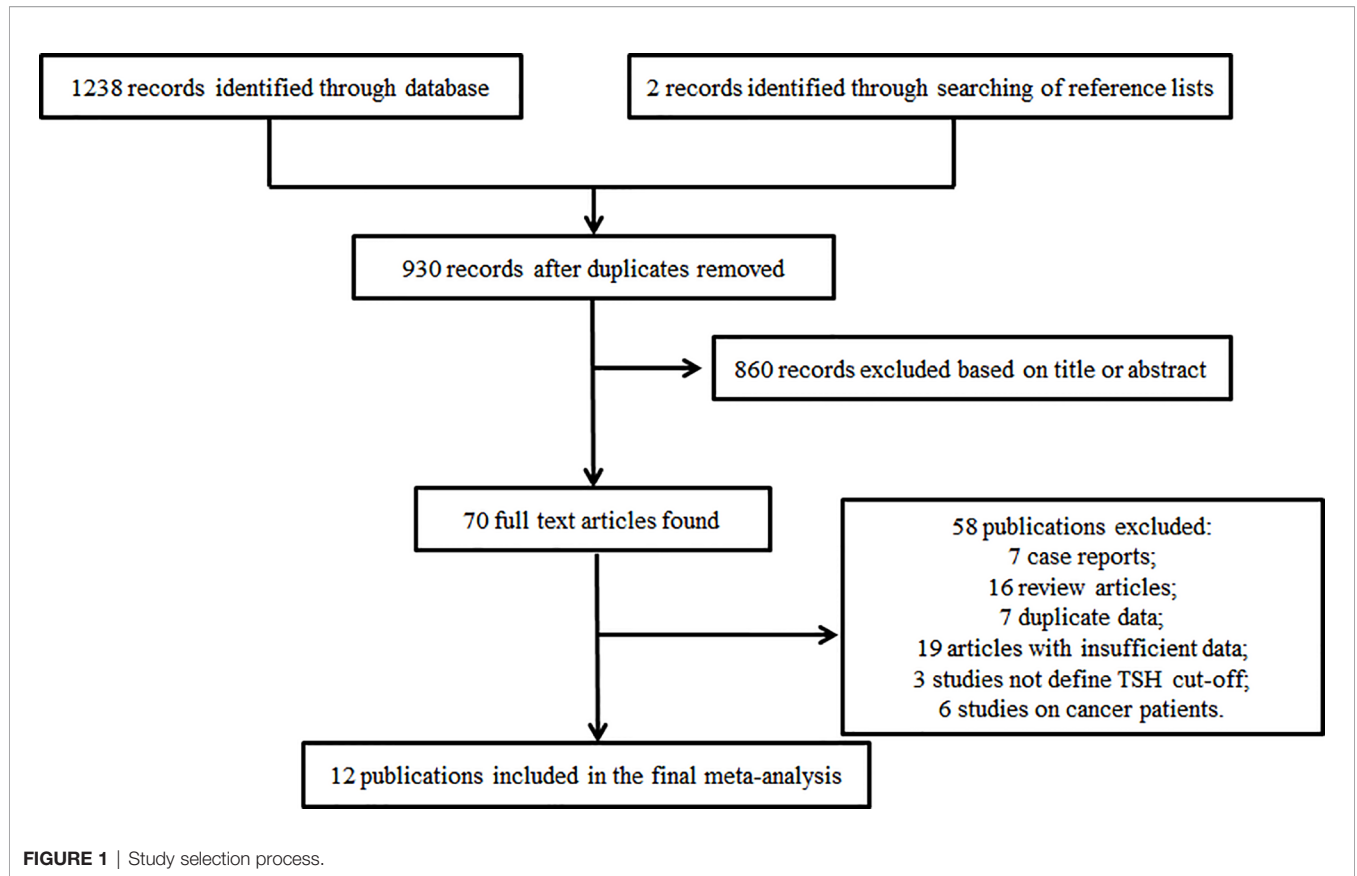 1238 records identified through database
2 records identified through searching of reference lists
930 records after duplicates removed
860 records excluded based on title or abstract
70 full text articles found
58 publications excluded:
7 case reports;
16 review articles;
7 duplicate data;
19 articles with insufficient data;
3 studies not define TSH cut-off;
6 studies on cancer patients.
12 publications included in the final meta-analysis
FIGURE 1 | Study selection process.